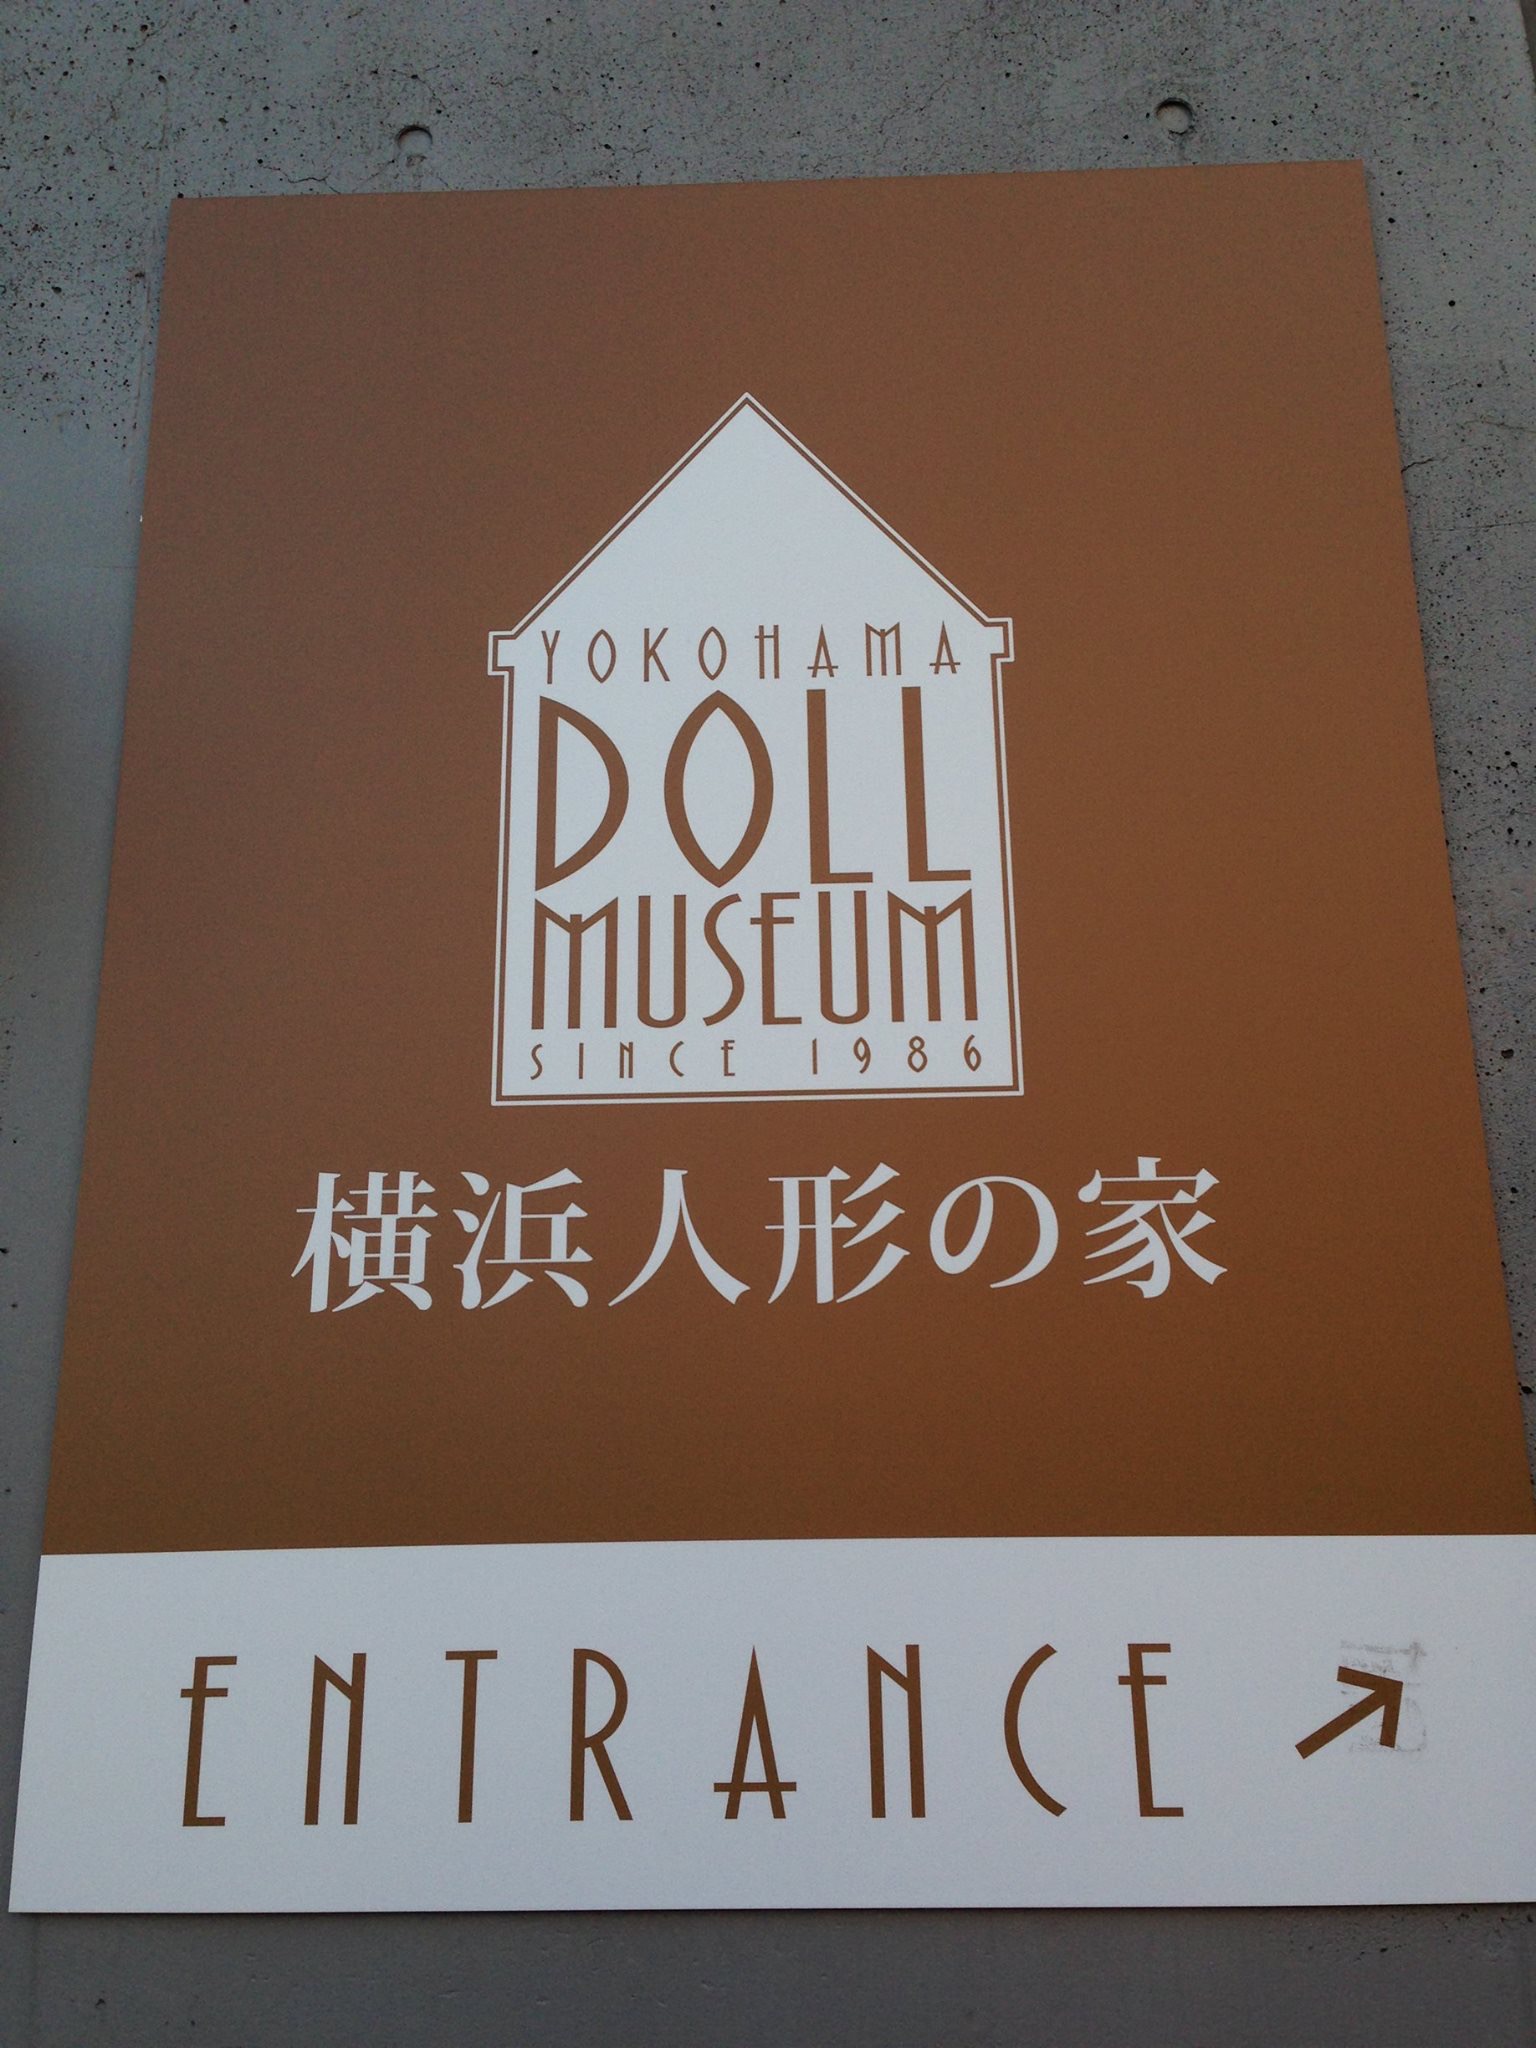 YOKOHAMA
DOLL
MUSEUM
SINCE 1986
横浜人形の家
ENTRANCE ↗